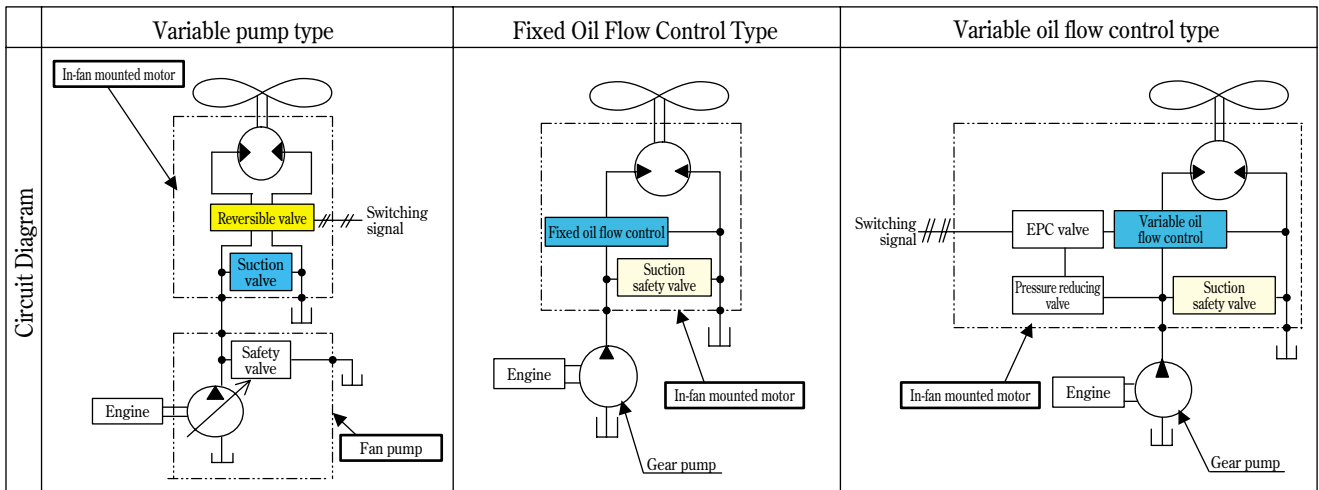 Variable pump type
Fixed Oil Flow Control Type
Variable oil flow control type
Circuit Diagram
In-fan mounted motor
Reversible valve
Switching
signal
Suction
valve
Safety
valve
Engine
Fan pump
Fixed oil flow control
Suction
safety valve
Engine
In-fan mounted motor
Gear pump
Switching
signal
EPC valve
Variable oil
flow control
Pressure reducing
valve
Suction
safety valve
In-fan mounted motor
Engine
Gear pump